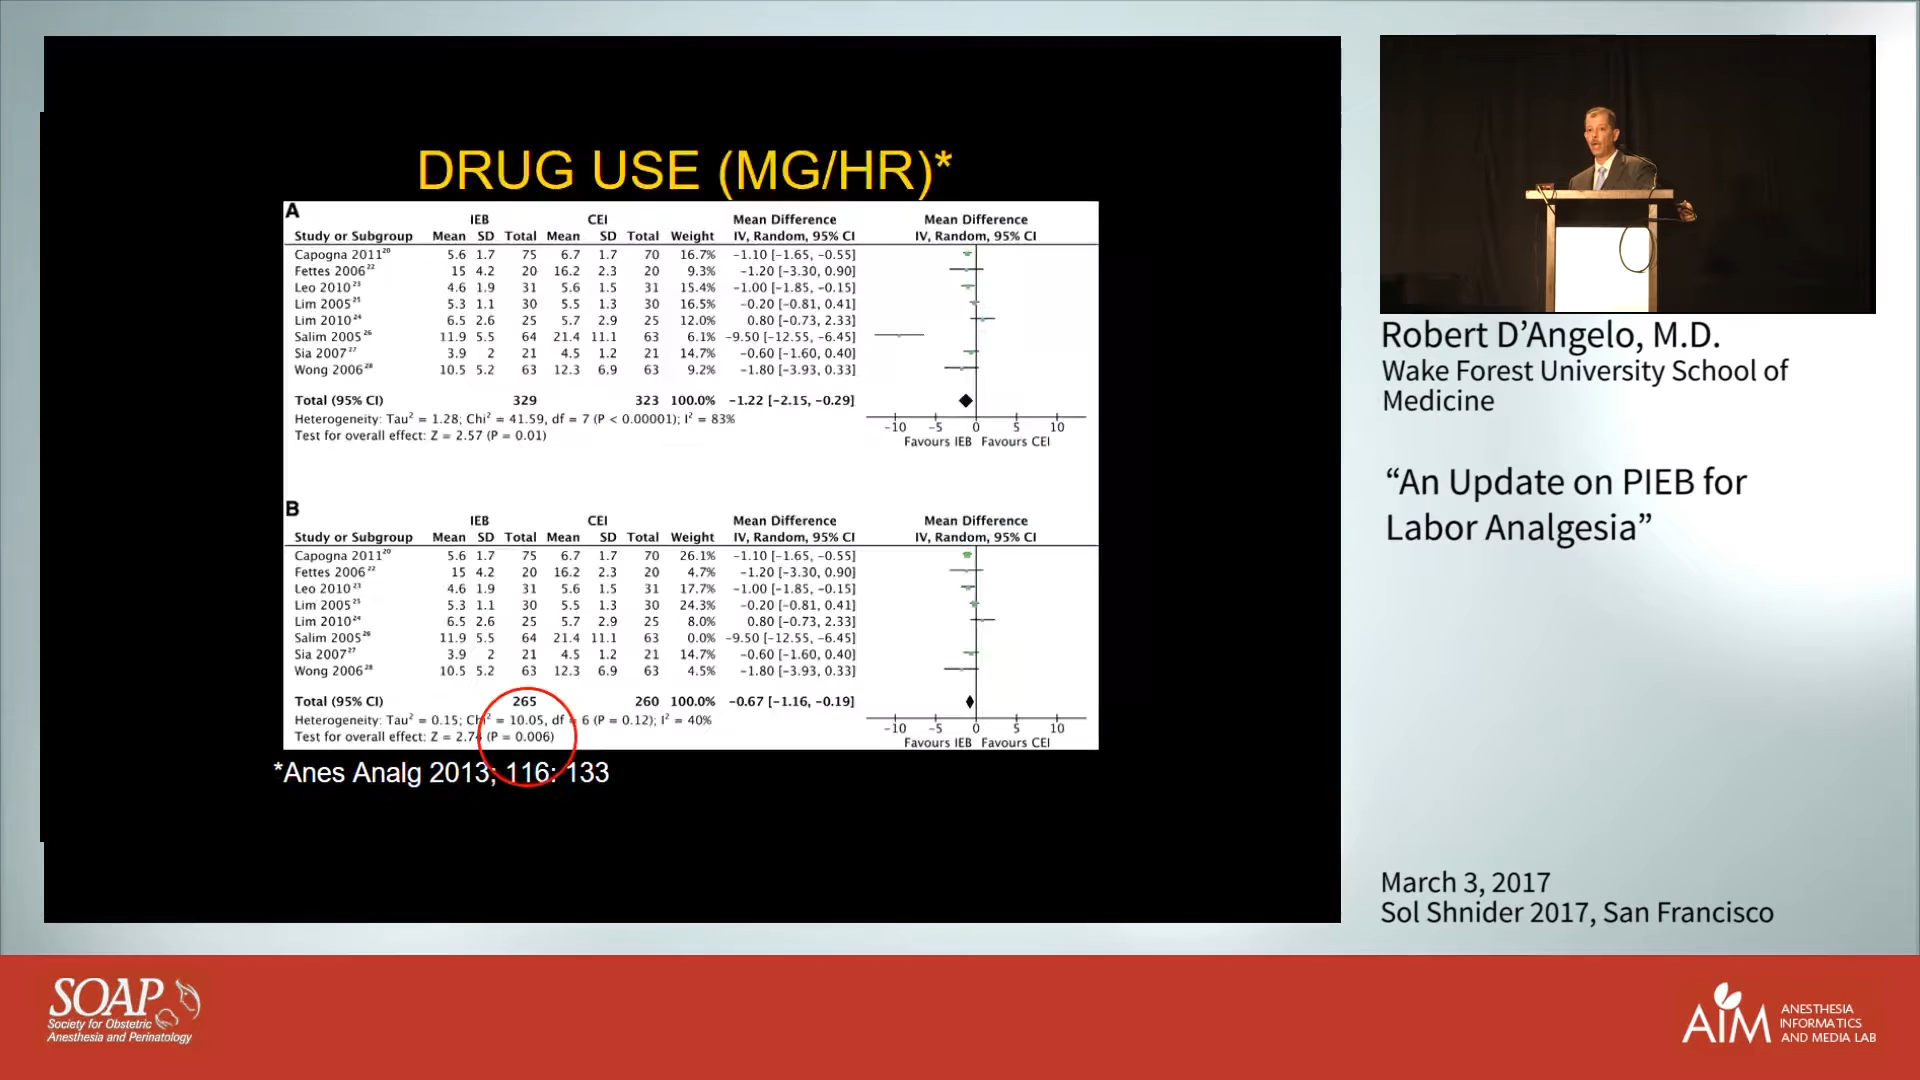 DRUG USE (MG/HR)*
A
IEB CEI Mean Difference Mean Difference
Study or Subgroup Mean SD Total Mean SD Total Weight IV, Random, 95% CI IV, Random, 95% CI
Capogna 2011²⁰ 5.6 1.7 75 6.7 1.7 70 16.7% −1.10 [−1.65, −0.55]
Fettes 2006²² 15 4.2 20 16.2 2.3 20 9.3% −1.20 [−3.30, 0.90]
Leo 2010²³ 4.6 1.9 31 5.6 1.5 31 15.4% −1.00 [−1.85, −0.15]
Lim 2005²⁵ 5.3 1.1 30 5.5 1.3 30 16.5% −0.20 [−0.81, 0.41]
Lim 2010²⁴ 6.5 2.6 25 5.7 2.9 25 12.0% 0.80 [−0.73, 2.33]
Salim 2005²⁶ 11.9 5.5 64 21.4 11.1 63 6.1% −9.50 [−12.55, −6.45]
Sia 2007²⁷ 3.9 2 21 4.5 1.2 21 14.7% −0.60 [−1.60, 0.40]
Wong 2006²⁸ 10.5 5.2 63 12.3 6.9 63 9.2% −1.80 [−3.93, 0.33]
Total (95% CI) 329 323 100.0% −1.22 [−2.15, −0.29]
Heterogeneity: Tau² = 1.28; Chi² = 41.59, df = 7 (P < 0.00001); I² = 83%
Test for overall effect: Z = 2.57 (P = 0.01)
−10 −5 0 5 10
Favours IEB Favours CEI
B
IEB CEI Mean Difference Mean Difference
Study or Subgroup Mean SD Total Mean SD Total Weight IV, Random, 95% CI IV, Random, 95% CI
Capogna 2011²⁰ 5.6 1.7 75 6.7 1.7 70 26.1% −1.10 [−1.65, −0.55]
Fettes 2006²² 15 4.2 20 16.2 2.3 20 4.7% −1.20 [−3.30, 0.90]
Leo 2010²³ 4.6 1.9 31 5.6 1.5 31 17.7% −1.00 [−1.85, −0.15]
Lim 2005²⁵ 5.3 1.1 30 5.5 1.3 30 24.3% −0.20 [−0.81, 0.41]
Lim 2010²⁴ 6.5 2.6 25 5.7 2.9 25 8.0% 0.80 [−0.73, 2.33]
Salim 2005²⁶ 11.9 5.5 64 21.4 11.1 63 0.0% −9.50 [−12.55, −6.45]
Sia 2007²⁷ 3.9 2 21 4.5 1.2 21 14.7% −0.60 [−1.60, 0.40]
Wong 2006²⁸ 10.5 5.2 63 12.3 6.9 63 4.5% −1.80 [−3.93, 0.33]
Total (95% CI) 265 260 100.0% −0.67 [−1.16, −0.19]
Heterogeneity: Tau² = 0.15; Chi² = 10.05, df = 6 (P = 0.12); I² = 40%
Test for overall effect: Z = 2.74 (P = 0.006)
−10 −5 0 5 10
Favours IEB Favours CEI
*Anes Analg 2013; 116: 133
Robert D’Angelo, M.D.
Wake Forest University School of
Medicine
“An Update on PIEB for
Labor Analgesia”
March 3, 2017
Sol Shnider 2017, San Francisco
SOAP
Society for Obstetric
Anesthesia and Perinatology
AIM
ANESTHESIA
INFORMATICS
AND MEDIA LAB